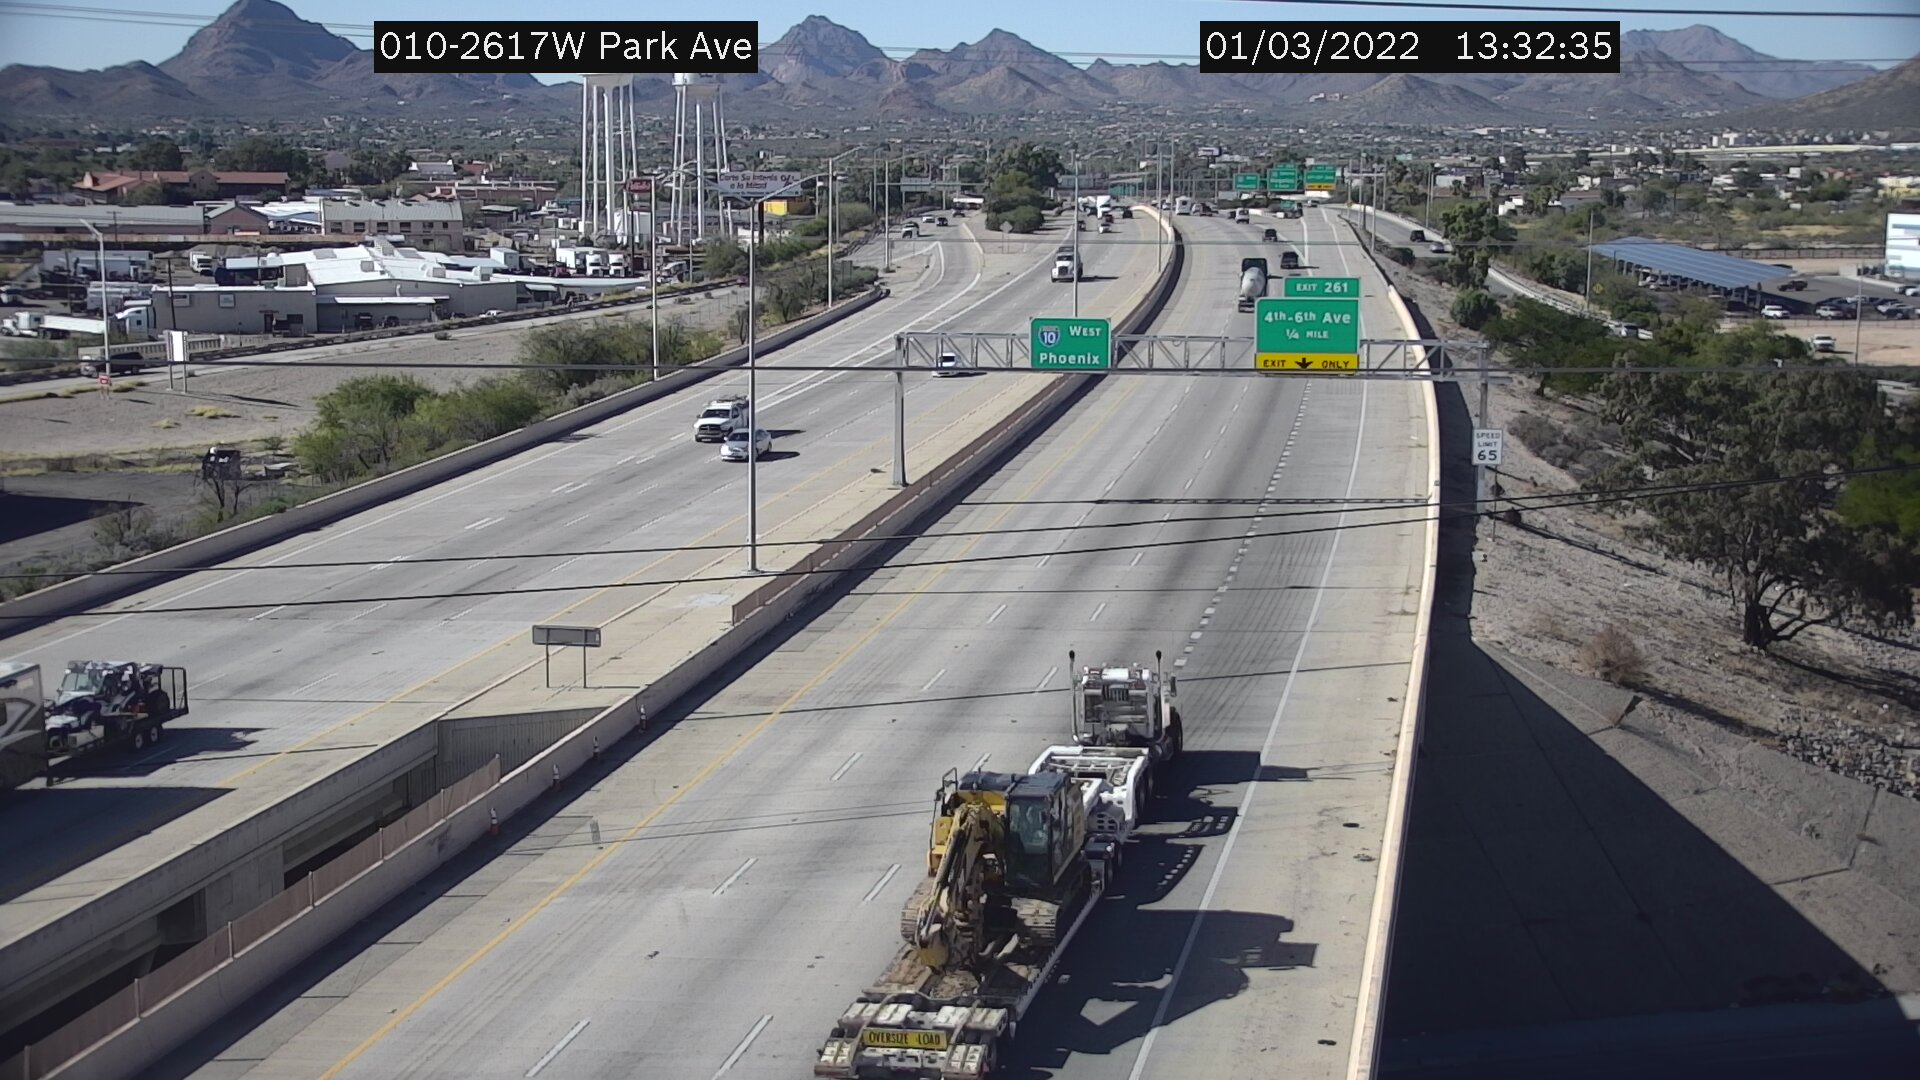 010-2617W Park Ave
01/03/2022 13:32:35
EXIT 261
4th-6th Ave
1/4 MILE
EXIT ONLY
10 WEST
Phoenix
SPEED
LIMIT
65
OVERSIZE LOAD